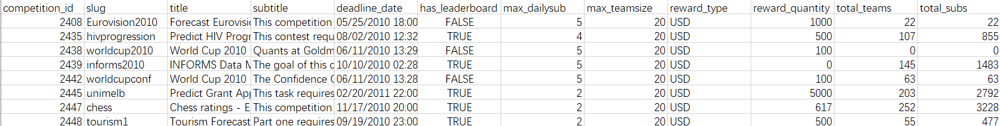 competition_id slug title subtitle deadline_date has_leaderboard max_dailysub max_teamsize reward_type reward_quantity total_teams total_subs
2408 Eurovision2010 Forecast Eurovisi This competition 05/25/2010 18:00 FALSE 5 20 USD 1000 22 22
2435 hivprogression Predict HIV Progr This contest requ 08/02/2010 12:32 TRUE 4 20 USD 500 107 855
2438 worldcup2010 World Cup 2010 Quants at Goldm 06/11/2010 13:29 FALSE 5 20 USD 100 0 0
2439 informs2010 INFORMS Data M The goal of this c 10/10/2010 02:28 TRUE 5 20 USD 0 145 1483
2442 worldcupconf World Cup 2010 The Confidence C 06/11/2010 13:28 FALSE 5 20 USD 100 63 63
2445 unimelb Predict Grant App This task requires 02/20/2011 22:00 TRUE 2 20 USD 5000 203 2792
2447 chess Chess ratings - E This competition 11/17/2010 20:00 TRUE 2 20 USD 617 252 3228
2448 tourism1 Tourism Forecast Part one requires 09/19/2010 23:00 TRUE 2 20 USD 500 55 477